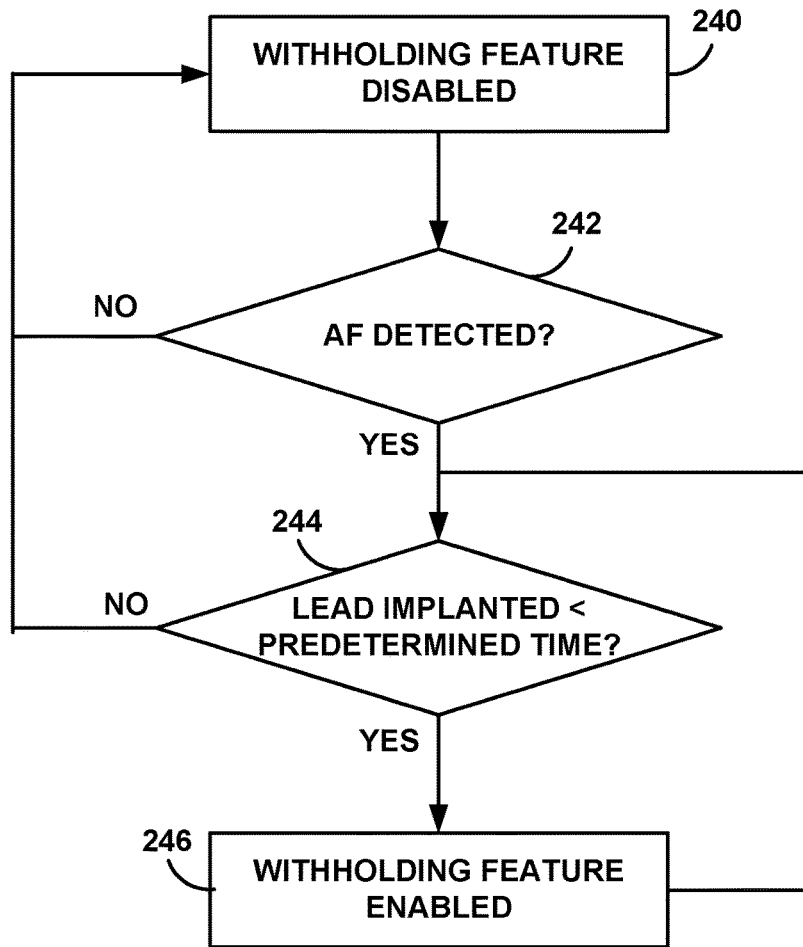 240
WITHHOLDING FEATURE
DISABLED
242
NO
AF DETECTED?
YES
244
NO
LEAD IMPLANTED <
PREDETERMINED TIME?
YES
246
WITHHOLDING FEATURE
ENABLED